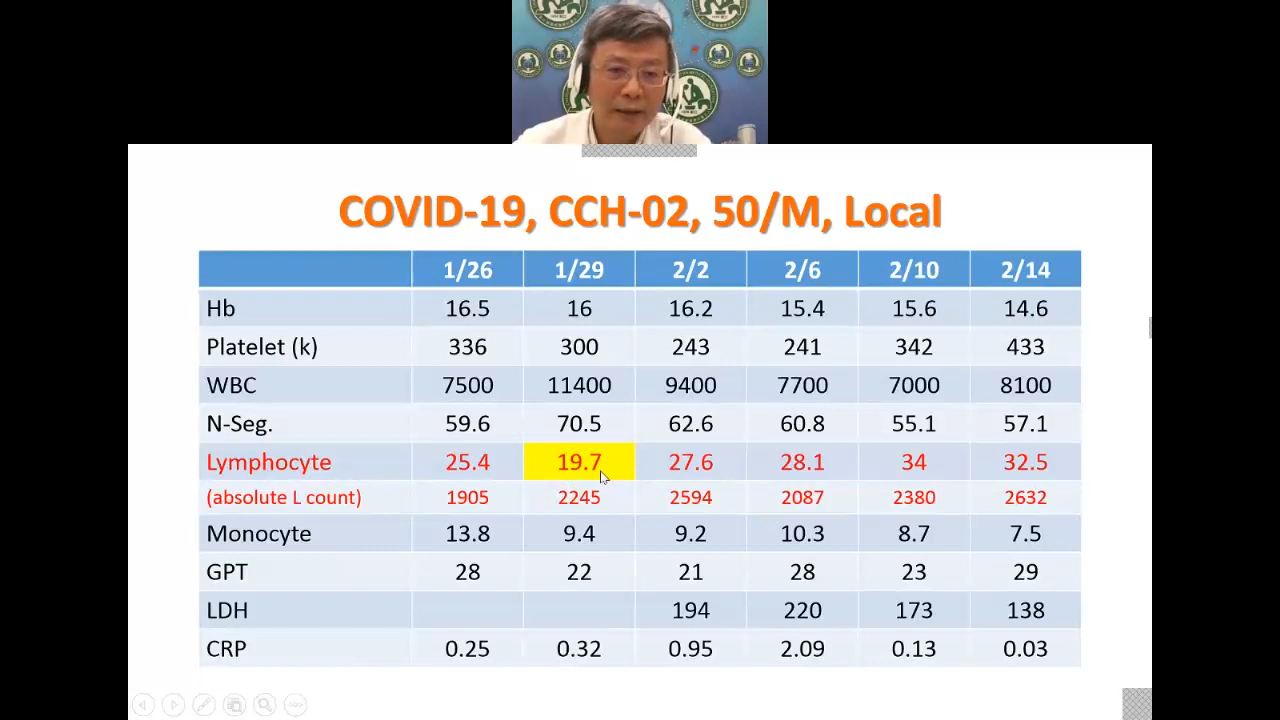 COVID-19, CCH-02, 50/M, Local
1/26 1/29 2/2 2/6 2/10 2/14
Hb 16.5 16 16.2 15.4 15.6 14.6
Platelet (k) 336 300 243 241 342 433
WBC 7500 11400 9400 7700 7000 8100
N-Seg. 59.6 70.5 62.6 60.8 55.1 57.1
Lymphocyte 25.4 19.7 27.6 28.1 34 32.5
(absolute L count) 1905 2245 2594 2087 2380 2632
Monocyte 13.8 9.4 9.2 10.3 8.7 7.5
GPT 28 22 21 28 23 29
LDH 194 220 173 138
CRP 0.25 0.32 0.95 2.09 0.13 0.03